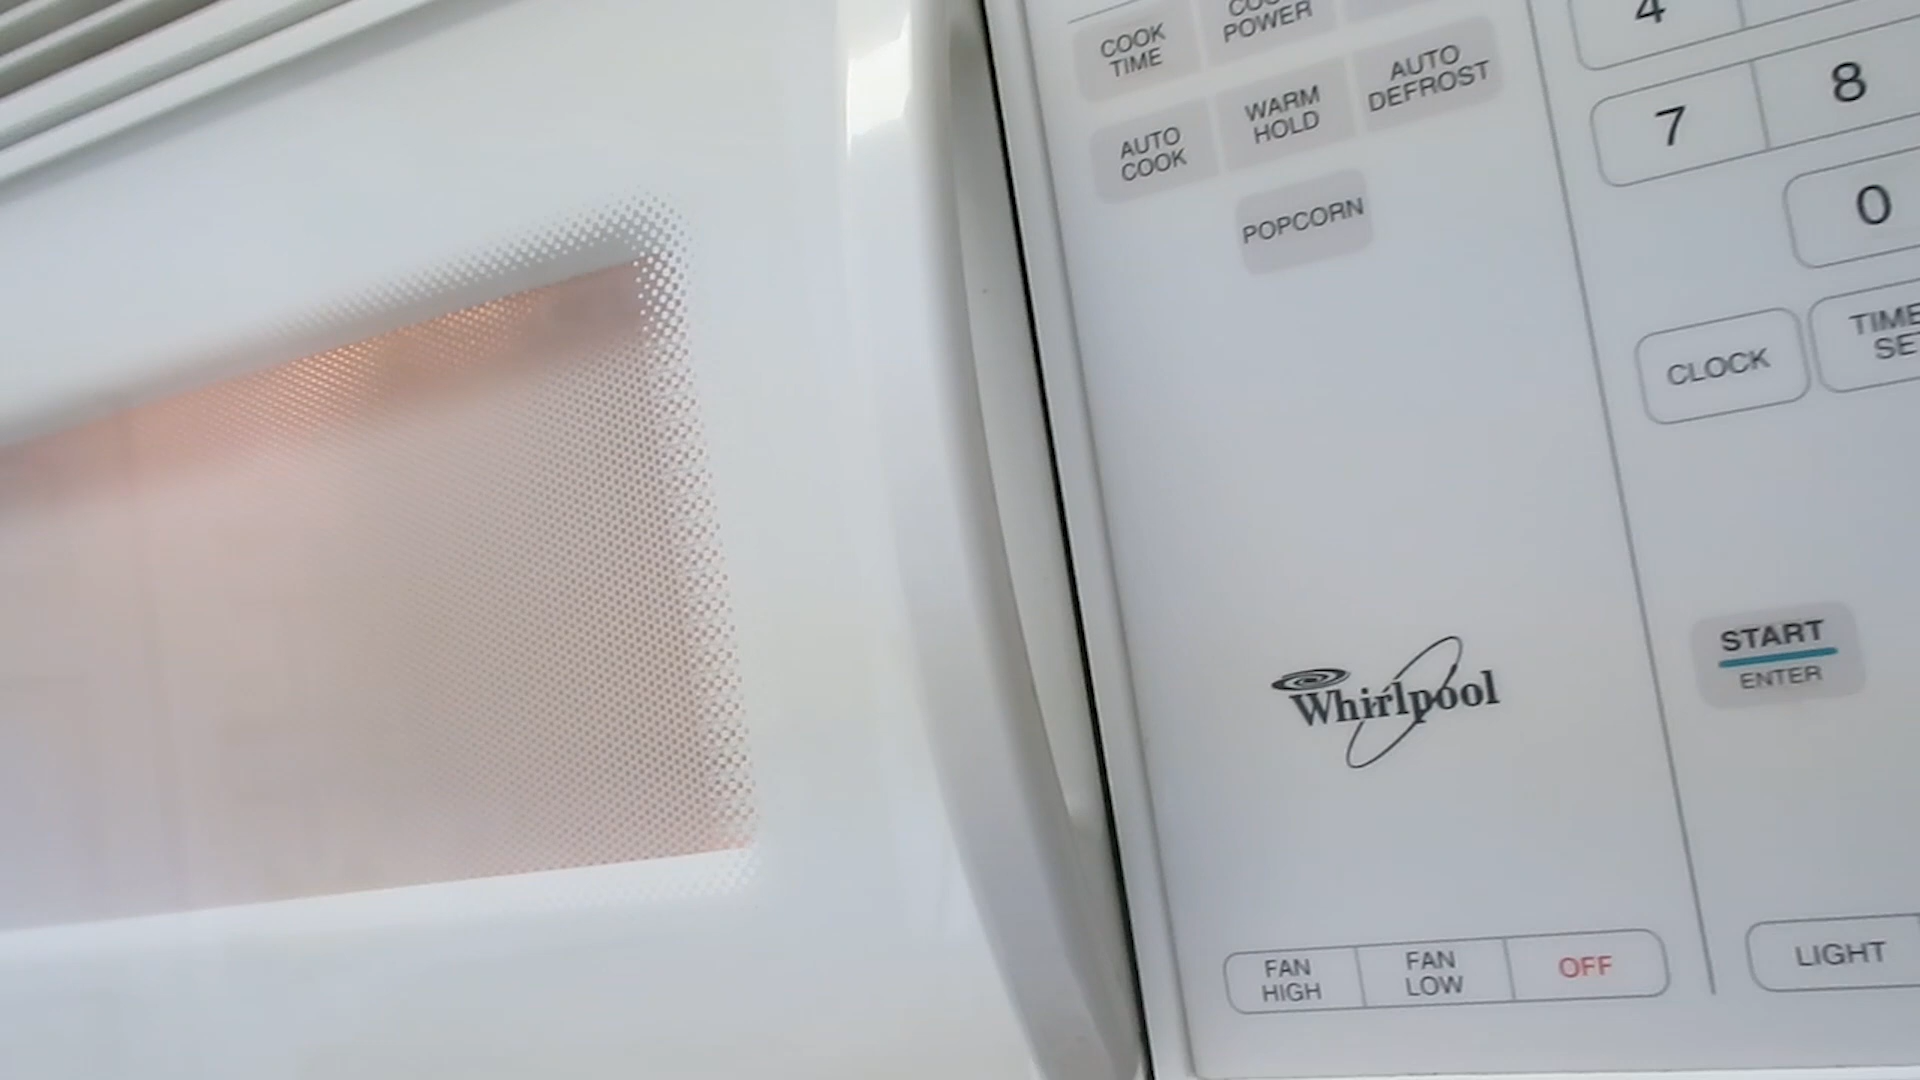 COOK
TIME
POWER
AUTO
COOK
WARM
HOLD
AUTO
DEFROST
POPCORN
4
7
8
0
CLOCK
TIME
START
ENTER
Whirlpool
FAN
HIGH
FAN
LOW
OFF
LIGHT